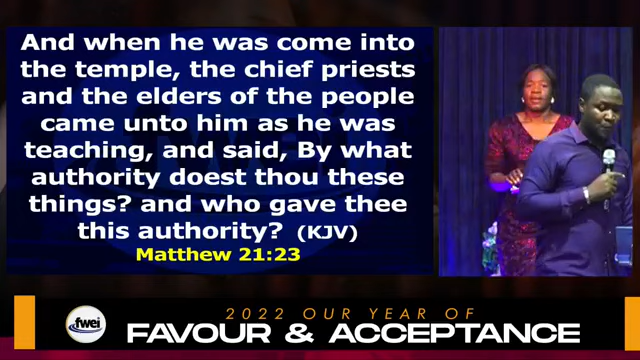 And when he was come into
the temple, the chief priests
and the elders of the people
came unto him as he was
teaching, and said, By what
authority doest thou these
things? and who gave thee
this authority? (KJV)
Matthew 21:23
fwei
2022 OUR YEAR OF
FAVOUR & ACCEPTANCE